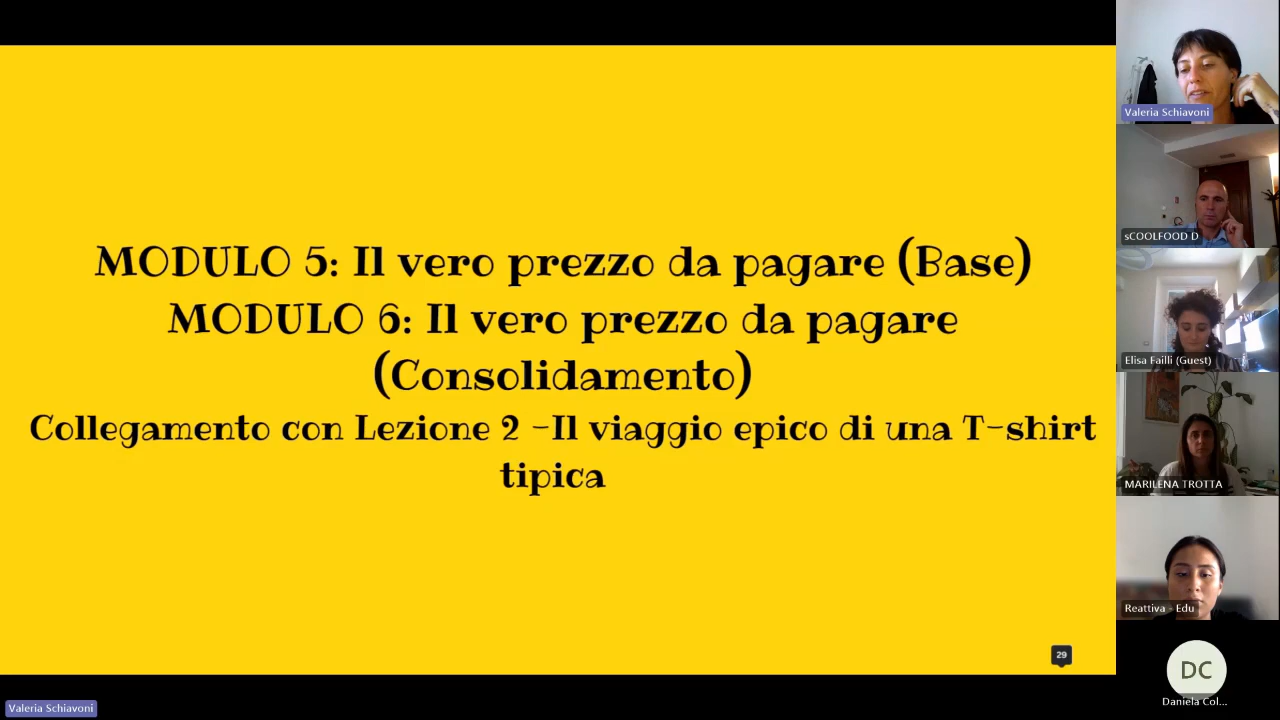 MODULO 5: Il vero prezzo da pagare (Base)
MODULO 6: Il vero prezzo da pagare
(Consolidamento)
Collegamento con Lezione 2 -Il viaggio epico di una T-shirt
tipica
29
Valeria Schiavoni
Valeria Schiavoni
sCOOLFOOD D
Elisa Failli (Guest)
MARILENA TROTTA
Reattiva - Edu
DC
Daniela Col...